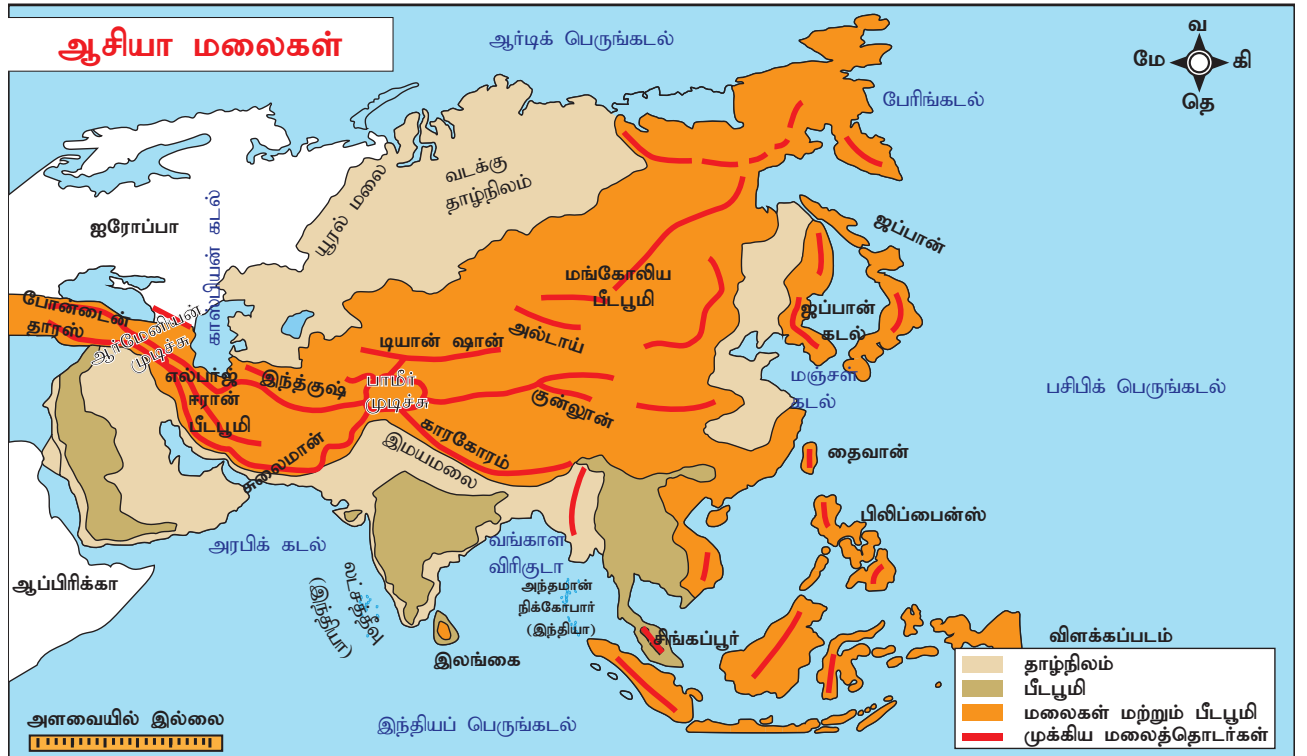 ஆசியா மலைகள்
ஆர்டிக் பெருங்கடல்
வ
மே
கி
தெ
பேரிங்கடல்
வடக்கு
தாழ்நிலம்
யூரல் மலை
ஐரோப்பா
காஸ்பியன் கடல்
ஜப்பான்
மங்கோலிய
பீடபூமி
போன்டைன்
தாரஸ்
ஆர்மேனியன்
முடிச்சு
ஜப்பான்
கடல்
டியான் ஷான்
அல்டாய்
எல்பர்ஜ்
ஈரான்
பீடபூமி
இந்த்குஷ்
பாமீர்
முடிச்சு
குன்லூன்
மஞ்சள்
கடல்
பசிபிக் பெருங்கடல்
சுலைமான்
காரகோரம்
இமயமலை
தைவான்
பிலிப்பைன்ஸ்
அரபிக் கடல்
வங்காள
விரிகுடா
ஆப்பிரிக்கா
லட்சத்தீவு
(இந்தியா)
அந்தமான்
நிக்கோபார்
(இந்தியா)
இலங்கை
சிங்கப்பூர்
இந்தியப் பெருங்கடல்
அளவையில் இல்லை
விளக்கப்படம்
தாழ்நிலம்
பீடபூமி
மலைகள் மற்றும் பீடபூமி
முக்கிய மலைத்தொடர்கள்